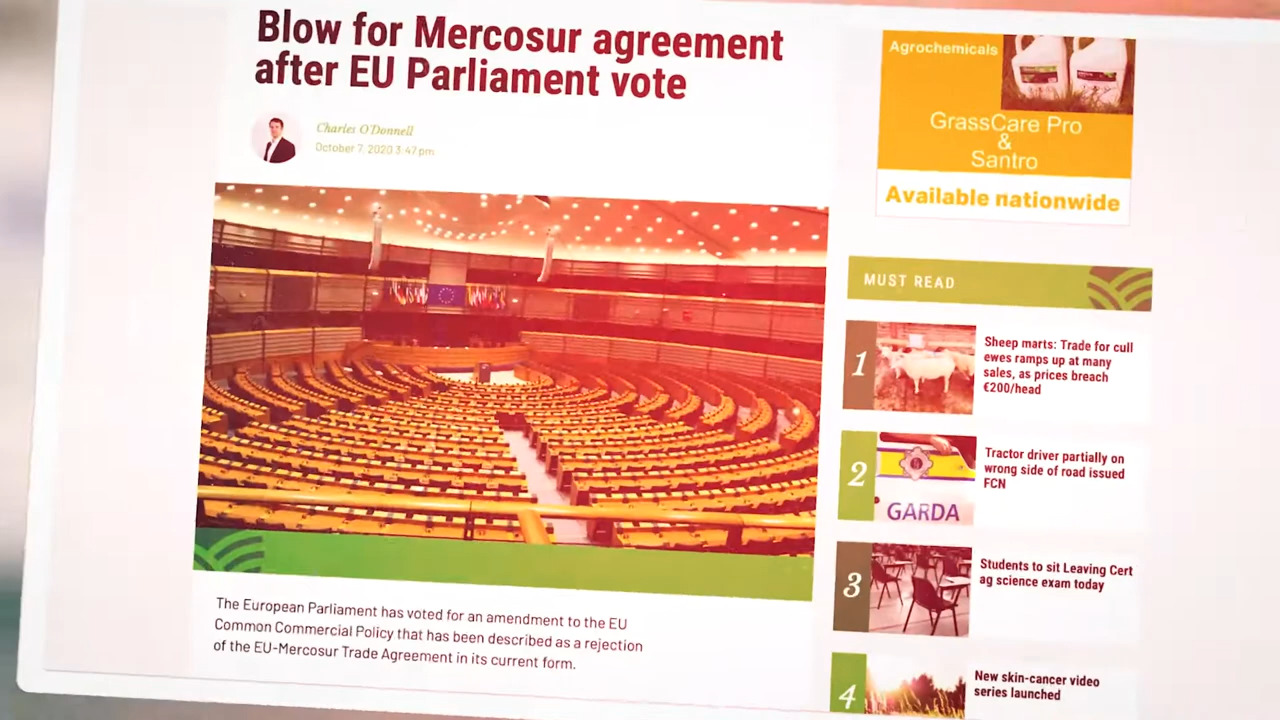 Blow for Mercosur agreement
after EU Parliament vote
Charles O'Donnell
October 7, 2020 3:47 pm
The European Parliament has voted for an amendment to the EU
Common Commercial Policy that has been described as a rejection
of the EU-Mercosur Trade Agreement in its current form.
Agrochemicals
GrassCare Pro
&
Santro
Available nationwide
MUST READ
1
Sheep marts: Trade for cull
ewes ramps up at many
sales, as prices breach
€200/head
2
GARDA
Tractor driver partially on
wrong side of road issued
FCN
3
Students to sit Leaving Cert
ag science exam today
4
New skin-cancer video
series launched